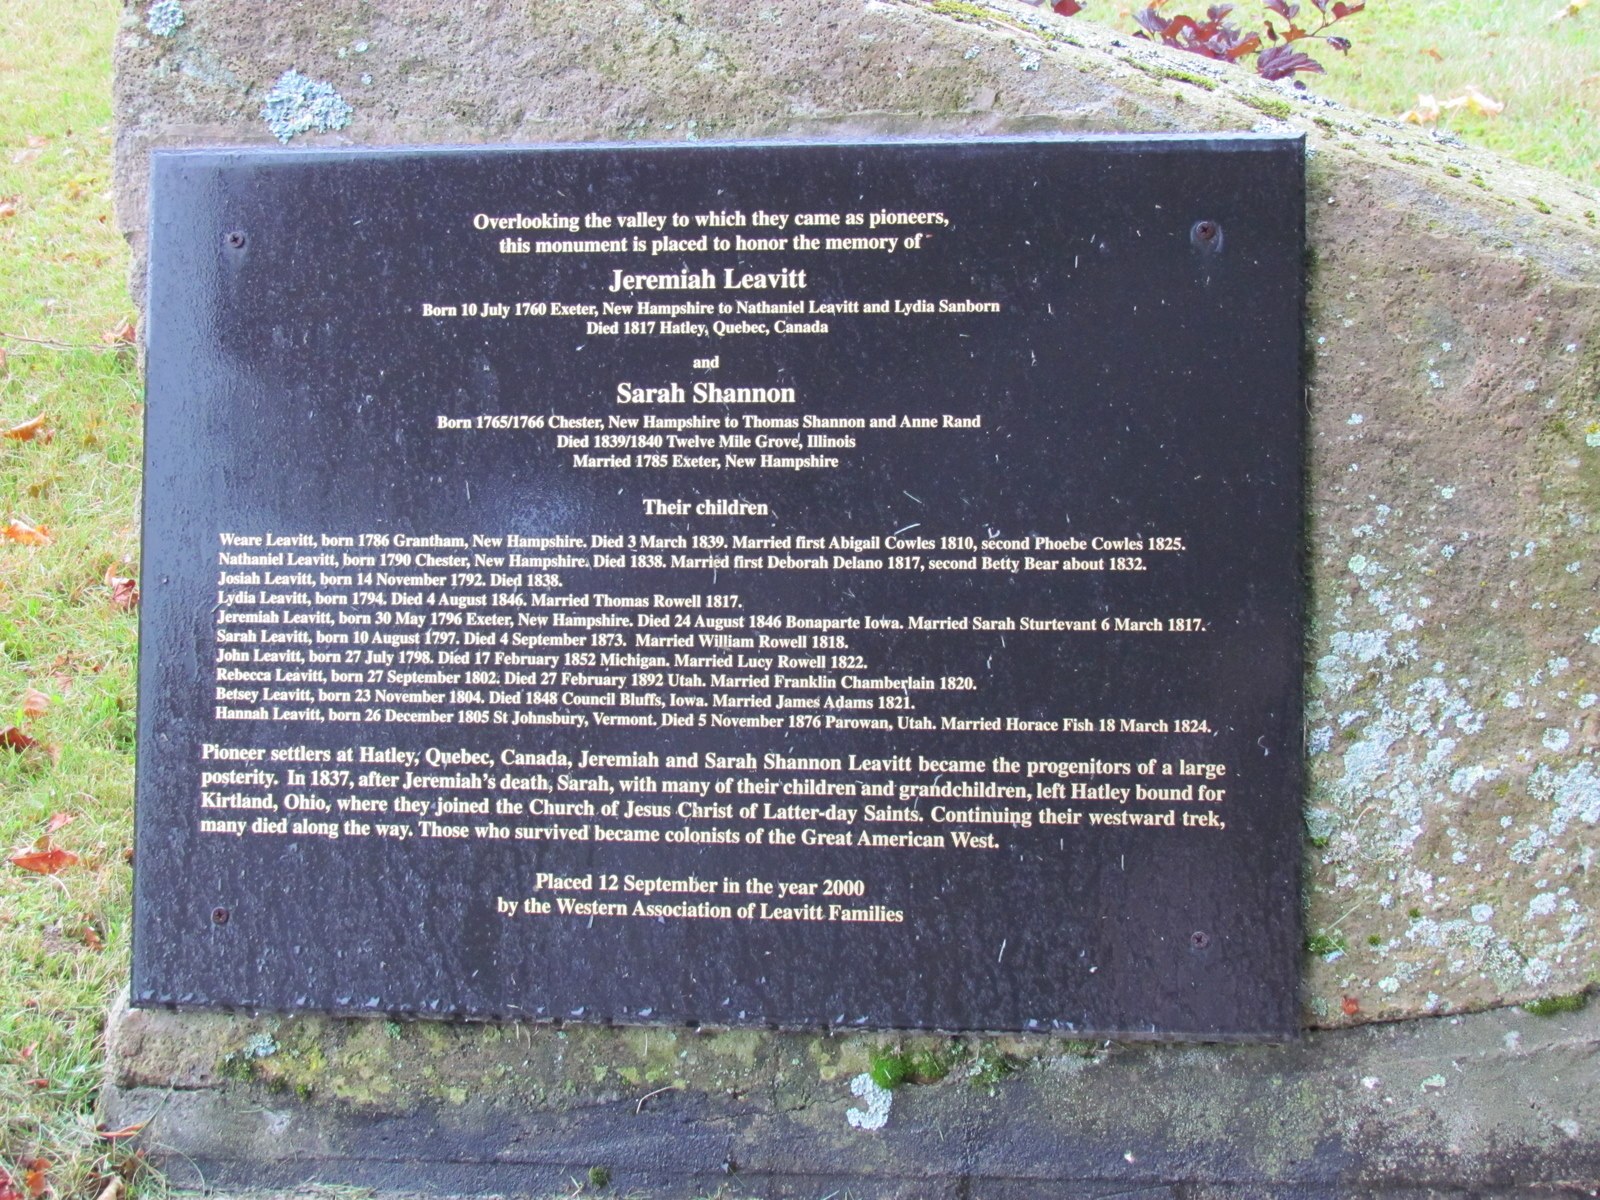 Overlooking the valley to which they came as pioneers,
this monument is placed to honor the memory of
Jeremiah Leavitt
Born 10 July 1760 Exeter, New Hampshire to Nathaniel Leavitt and Lydia Sanborn
Died 1817 Hatley, Quebec, Canada
and
Sarah Shannon
Born 1765/1766 Chester, New Hampshire to Thomas Shannon and Anne Rand
Died 1839/1840 Twelve Mile Grove, Illinois
Married 1785 Exeter, New Hampshire
Their children
Weare Leavitt, born 1786 Grantham, New Hampshire. Died 3 March 1839. Married first Abigail Cowles 1810, second Phoebe Cowles 1825.
Nathaniel Leavitt, born 1790 Chester, New Hampshire. Died 1838. Married first Deborah Delano 1817, second Betty Bear about 1832.
Josiah Leavitt, born 14 November 1792. Died 1838.
Lydia Leavitt, born 1794. Died 4 August 1846. Married Thomas Rowell 1817.
Jeremiah Leavitt, born 30 May 1796 Exeter, New Hampshire. Died 24 August 1846 Bonaparte Iowa. Married Sarah Sturtevant 6 March 1817.
Sarah Leavitt, born 10 August 1797. Died 4 September 1873. Married William Rowell 1818.
John Leavitt, born 27 July 1798. Died 17 February 1852 Michigan. Married Lucy Rowell 1822.
Rebecca Leavitt, born 27 September 1802. Died 27 February 1892 Utah. Married Franklin Chamberlain 1820.
Betsey Leavitt, born 23 November 1804. Died 1848 Council Bluffs, Iowa. Married James Adams 1821.
Hannah Leavitt, born 26 December 1805 St Johnsbury, Vermont. Died 5 November 1876 Parowan, Utah. Married Horace Fish 18 March 1824.
Pioneer settlers at Hatley, Quebec, Canada, Jeremiah and Sarah Shannon Leavitt became the progenitors of a large
posterity. In 1837, after Jeremiah's death, Sarah, with many of their children and grandchildren, left Hatley bound for
Kirtland, Ohio, where they joined the Church of Jesus Christ of Latter-day Saints. Continuing their westward trek,
many died along the way. Those who survived became colonists of the Great American West.
Placed 12 September in the year 2000
by the Western Association of Leavitt Families